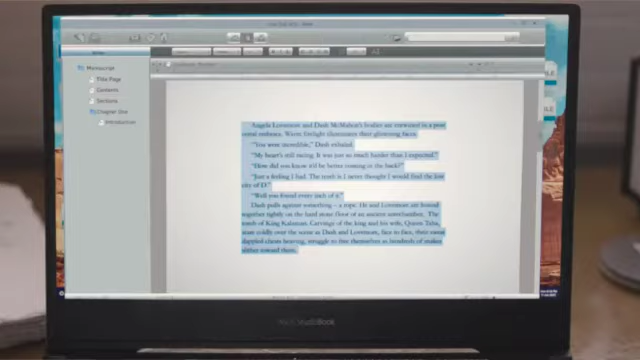 Manuscript
Title Page
Contents
Sections
Chapter One
Introduction
Angela Lovemore and Dash McMahon's bodies are entwined in a post
coital embrace. Warm firelight illuminates their glistening faces.
"You were incredible," Dash exhaled.
"My heart's still racing. It was just so much harder than I expected."
"How did you know it'd be better coming in the back?"
"Just a feeling I had. The truth is I never thought I would find the lost
city of D."
"Well you found every inch of it."
Dash pulls against something – a rope. He and Lovemore are bound
together tightly on the hard stone floor of an ancient The
tomb of King Kalaman. Carvings of the king and his wife, Queen Taha,
stare coldly over the scene as Dash and Lovemore, face to face, their sweat
dappled chests heaving, struggle to free themselves as hundreds of snakes
slither toward them.